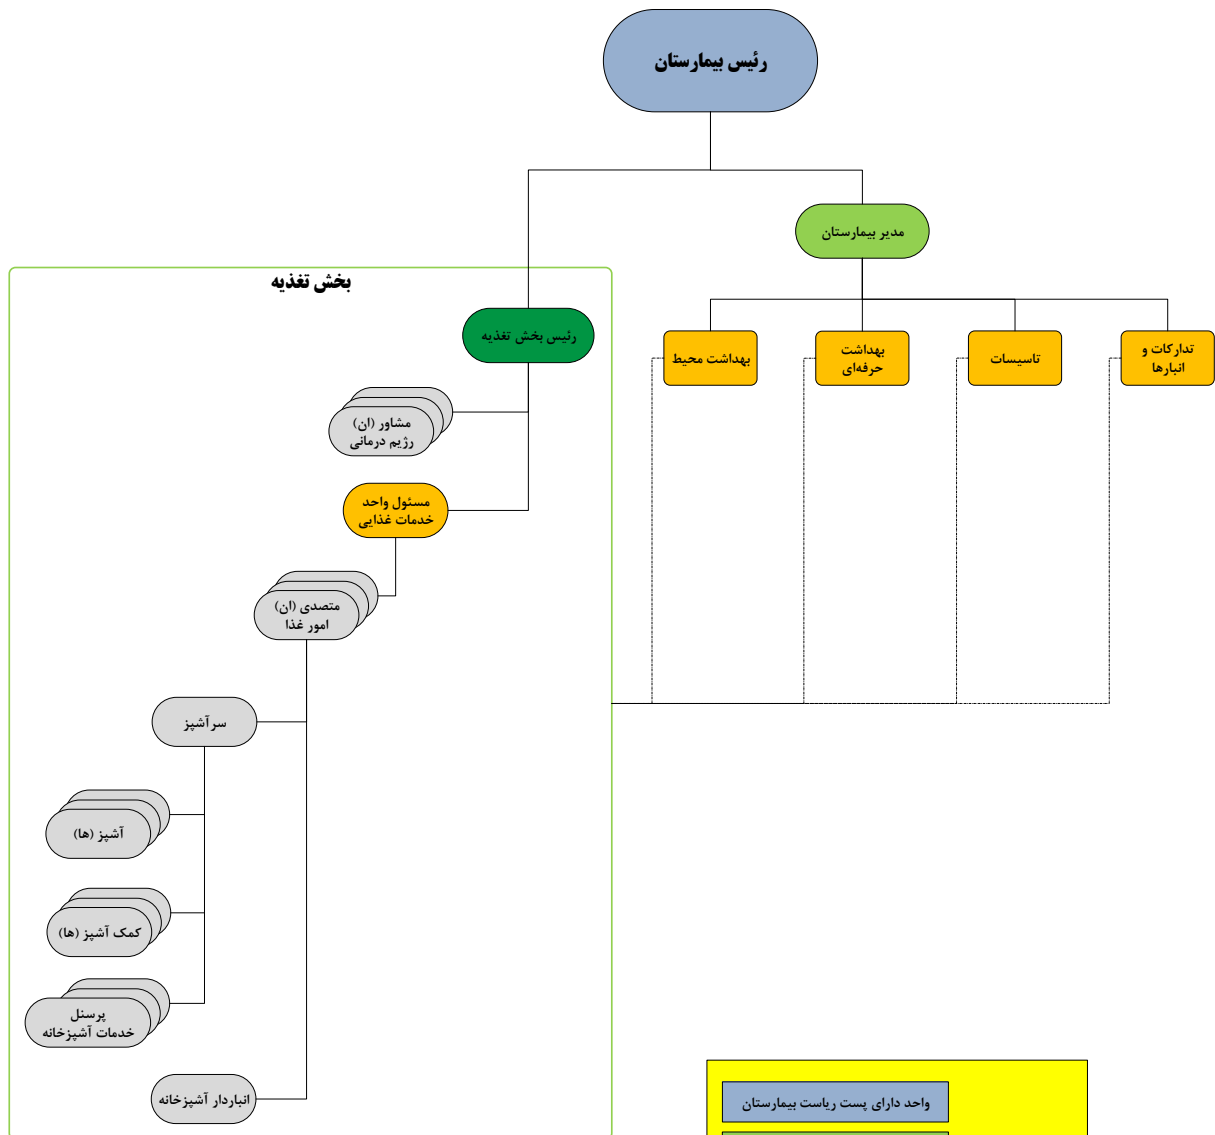 رئیس بیمارستان
مدیر بیمارستان
بخش تغذیه
رئیس بخش تغذیه
تدارکات و
انبارها
تاسیسات
بهداشت
حرفه‌ای
بهداشت محیط
مشاور (ان)
رژیم درمانی
مسئول واحد
خدمات غذایی
متصدی (ان)
امور غذا
سرآشپز
آشپز (ها)
کمک آشپز (ها)
پرسنل
خدمات آشپزخانه
انباردار آشپزخانه
واحد دارای پست ریاست بیمارستان